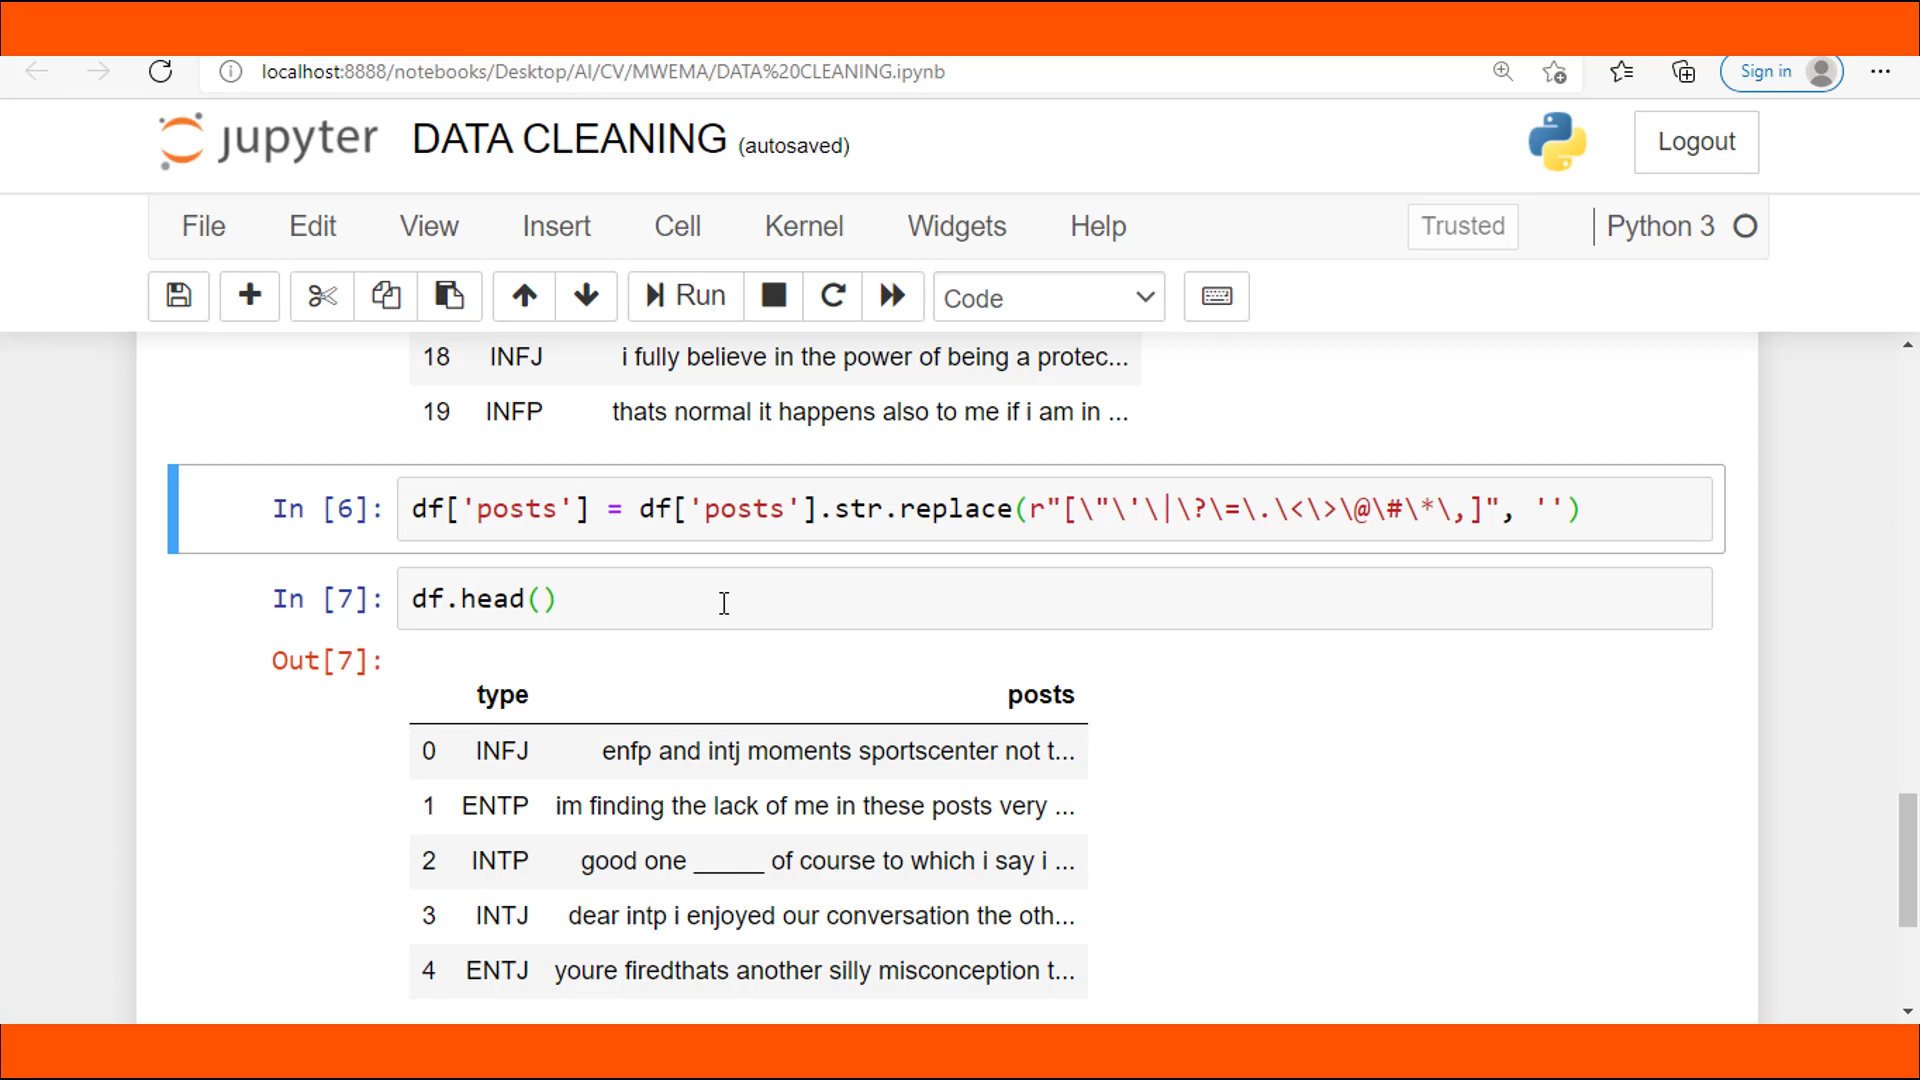 localhost:8888/notebooks/Desktop/AI/CV/MWEMA/DATA%20CLEANING.ipynb
Sign in
jupyter DATA CLEANING (autosaved)
Logout
File Edit View Insert Cell Kernel Widgets Help
Trusted
Python 3
Run
Code
18 INFJ i fully believe in the power of being a protec...
19 INFP thats normal it happens also to me if i am in ...
In [6]: df['posts'] = df['posts'].str.replace(r"[\"\'\|\?\=\.\<\>\@\#\*\,]", '')
In [7]: df.head()
Out[7]:
type posts
0 INFJ enfp and intj moments sportscenter not t...
1 ENTP im finding the lack of me in these posts very ...
2 INTP good one _____ of course to which i say i ...
3 INTJ dear intp i enjoyed our conversation the oth...
4 ENTJ youre firedthats another silly misconception t...